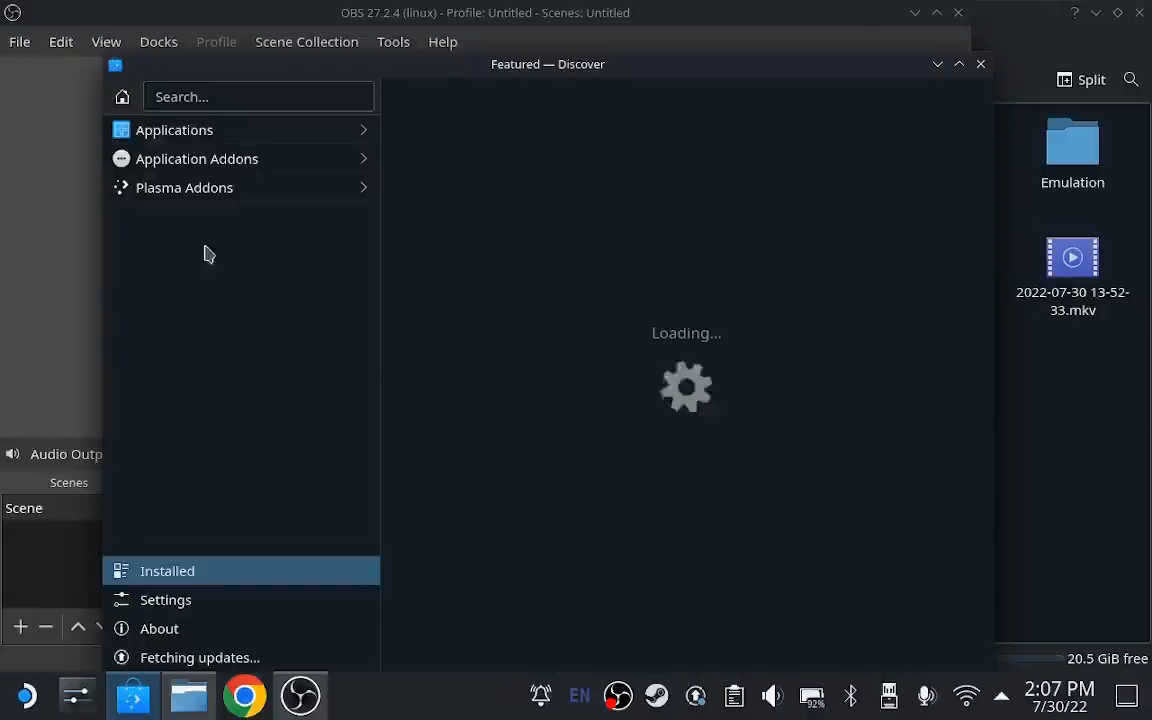 OBS 27.2.4 (linux) - Profile: Untitled - Scenes: Untitled
File Edit View Docks Profile Scene Collection Tools Help
Featured — Discover
Split
Search...
Applications
Application Addons
Plasma Addons
Emulation
2022-07-30 13-52-
33.mkv
Loading...
Audio Outp
Scenes
Scene
Installed
Settings
About
Fetching updates...
20.5 GiB free
EN
92%
2:07 PM
7/30/22